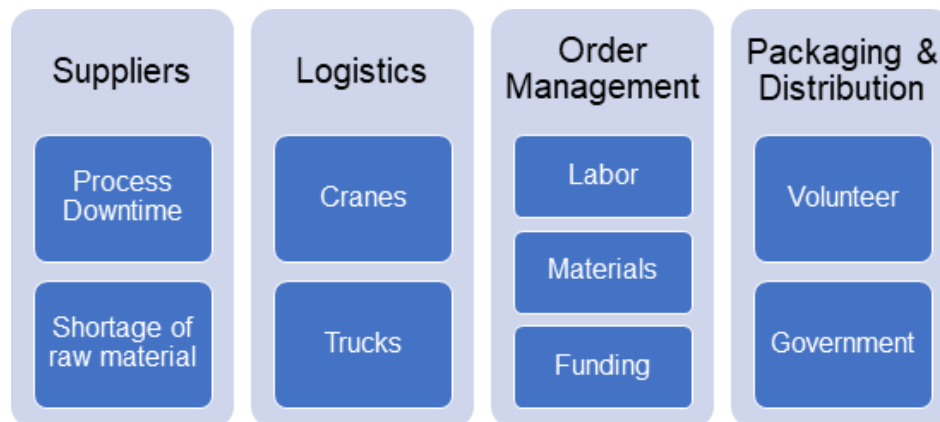 Suppliers
Process
Downtime
Shortage of
raw material
Logistics
Cranes
Trucks
Order
Management
Labor
Materials
Funding
Packaging &
Distribution
Volunteer
Government